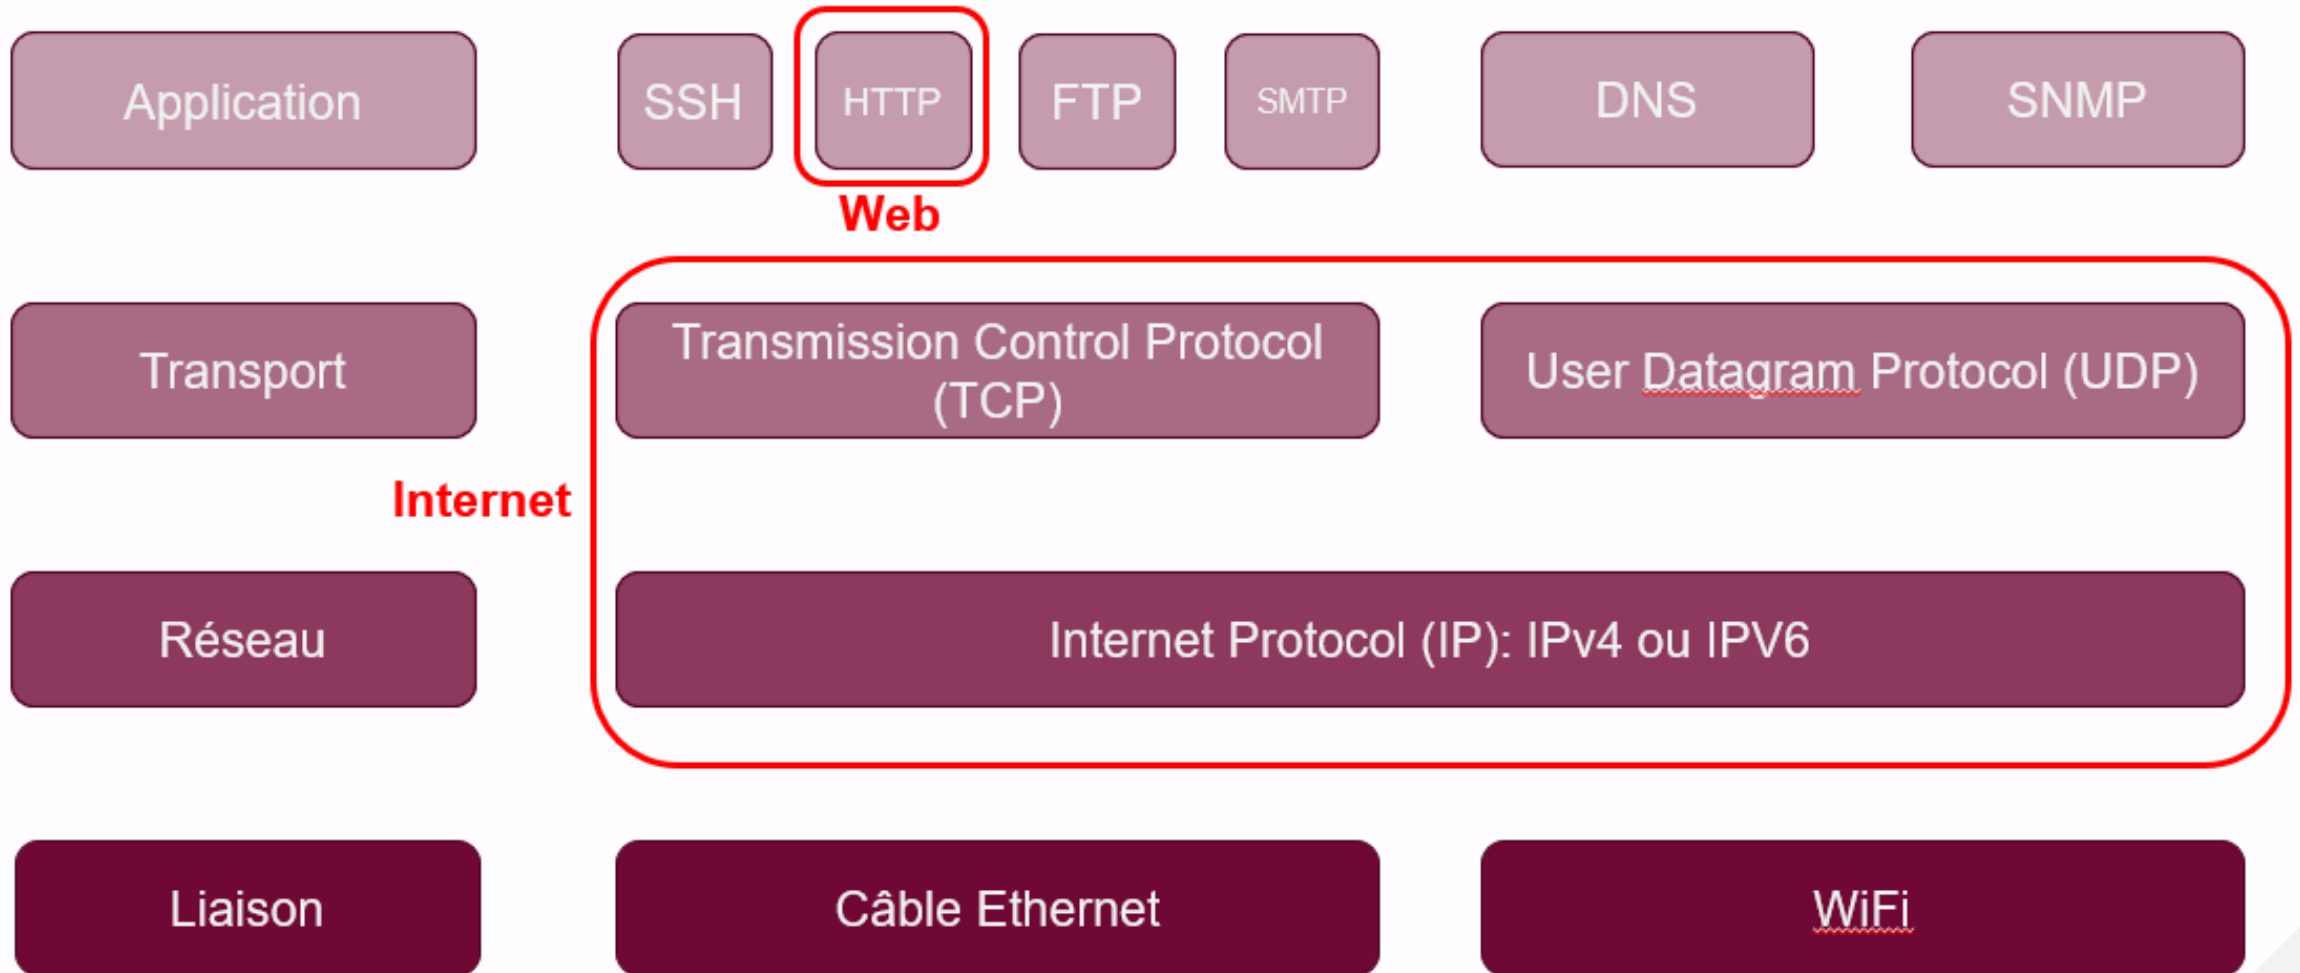 Application
SSH
HTTP
FTP
SMTP
DNS
SNMP
Web
Transport
Transmission Control Protocol
(TCP)
User Datagram Protocol (UDP)
Internet
Réseau
Internet Protocol (IP): IPv4 ou IPV6
Liaison
Câble Ethernet
WiFi